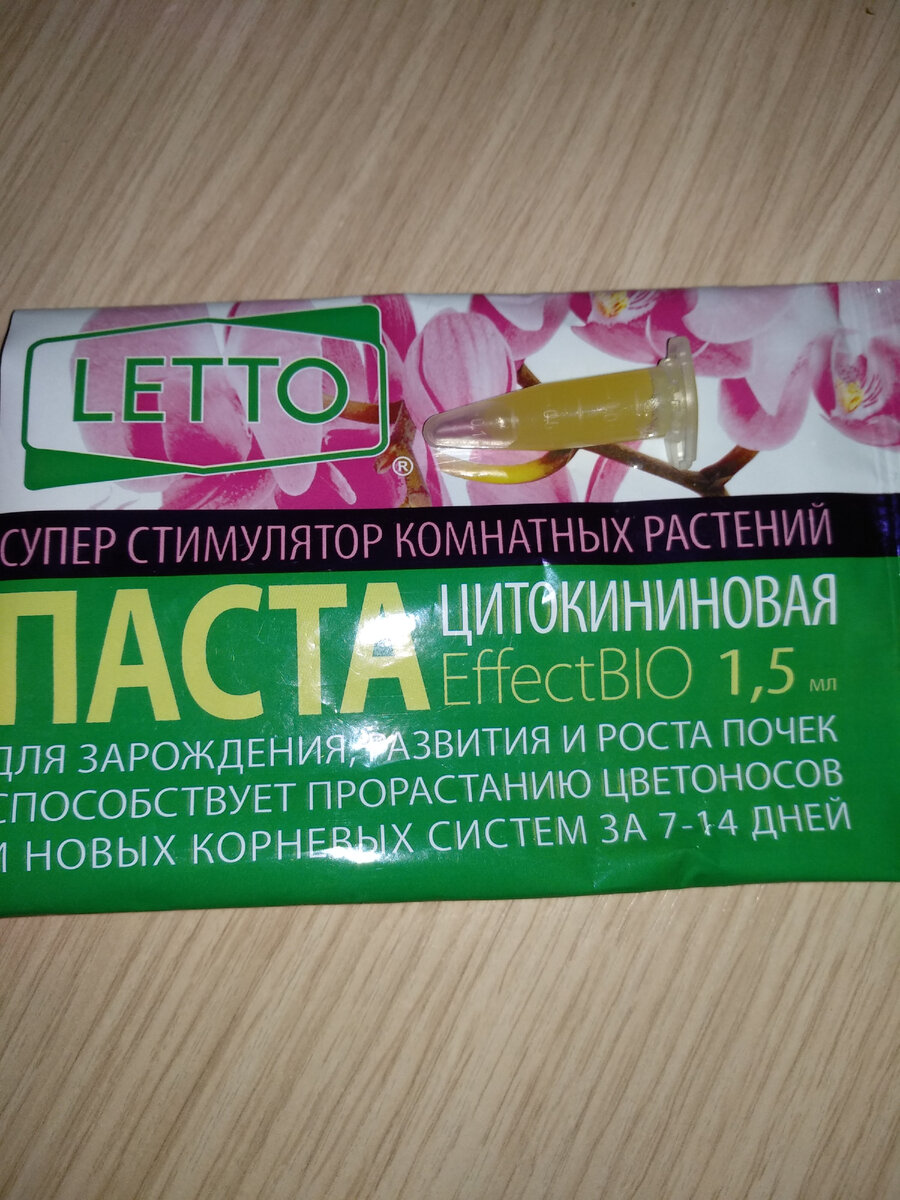 LETTO
®
СУПЕР СТИМУЛЯТОР КОМНАТНЫХ РАСТЕНИЙ
ПАСТА ЦИТОКИНИНОВАЯ
EffectBIO 1,5 мл
ДЛЯ ЗАРОЖДЕНИЯ, РАЗВИТИЯ И РОСТА ПОЧЕК
СПОСОБСТВУЕТ ПРОРАСТАНИЮ ЦВЕТОНОСОВ
И НОВЫХ КОРНЕВЫХ СИСТЕМ ЗА 7-14 ДНЕЙ